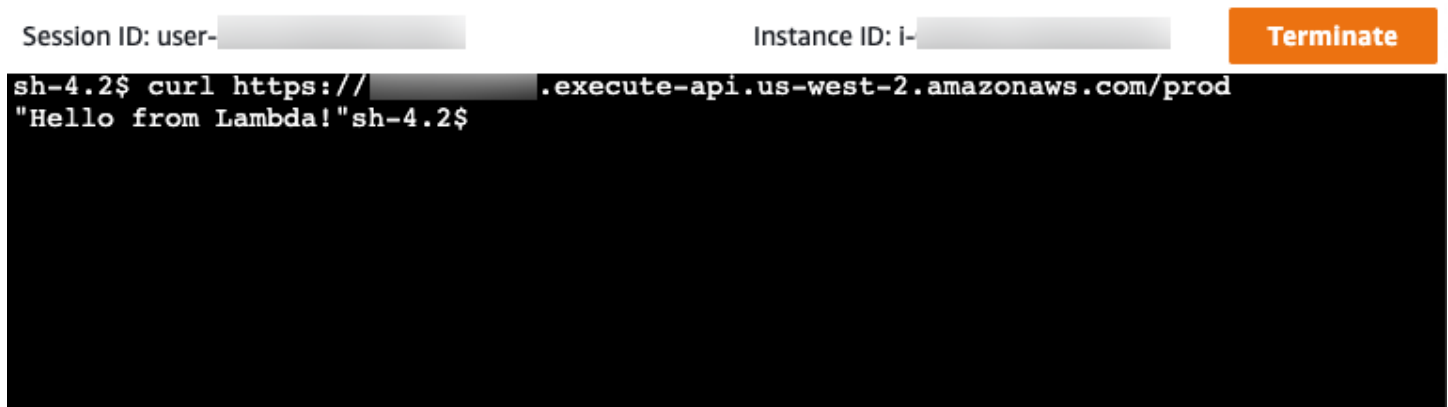 Session ID: user-
Instance ID: i-
Terminate
sh-4.2$ curl https:// .execute-api.us-west-2.amazonaws.com/prod
"Hello from Lambda!"sh-4.2$